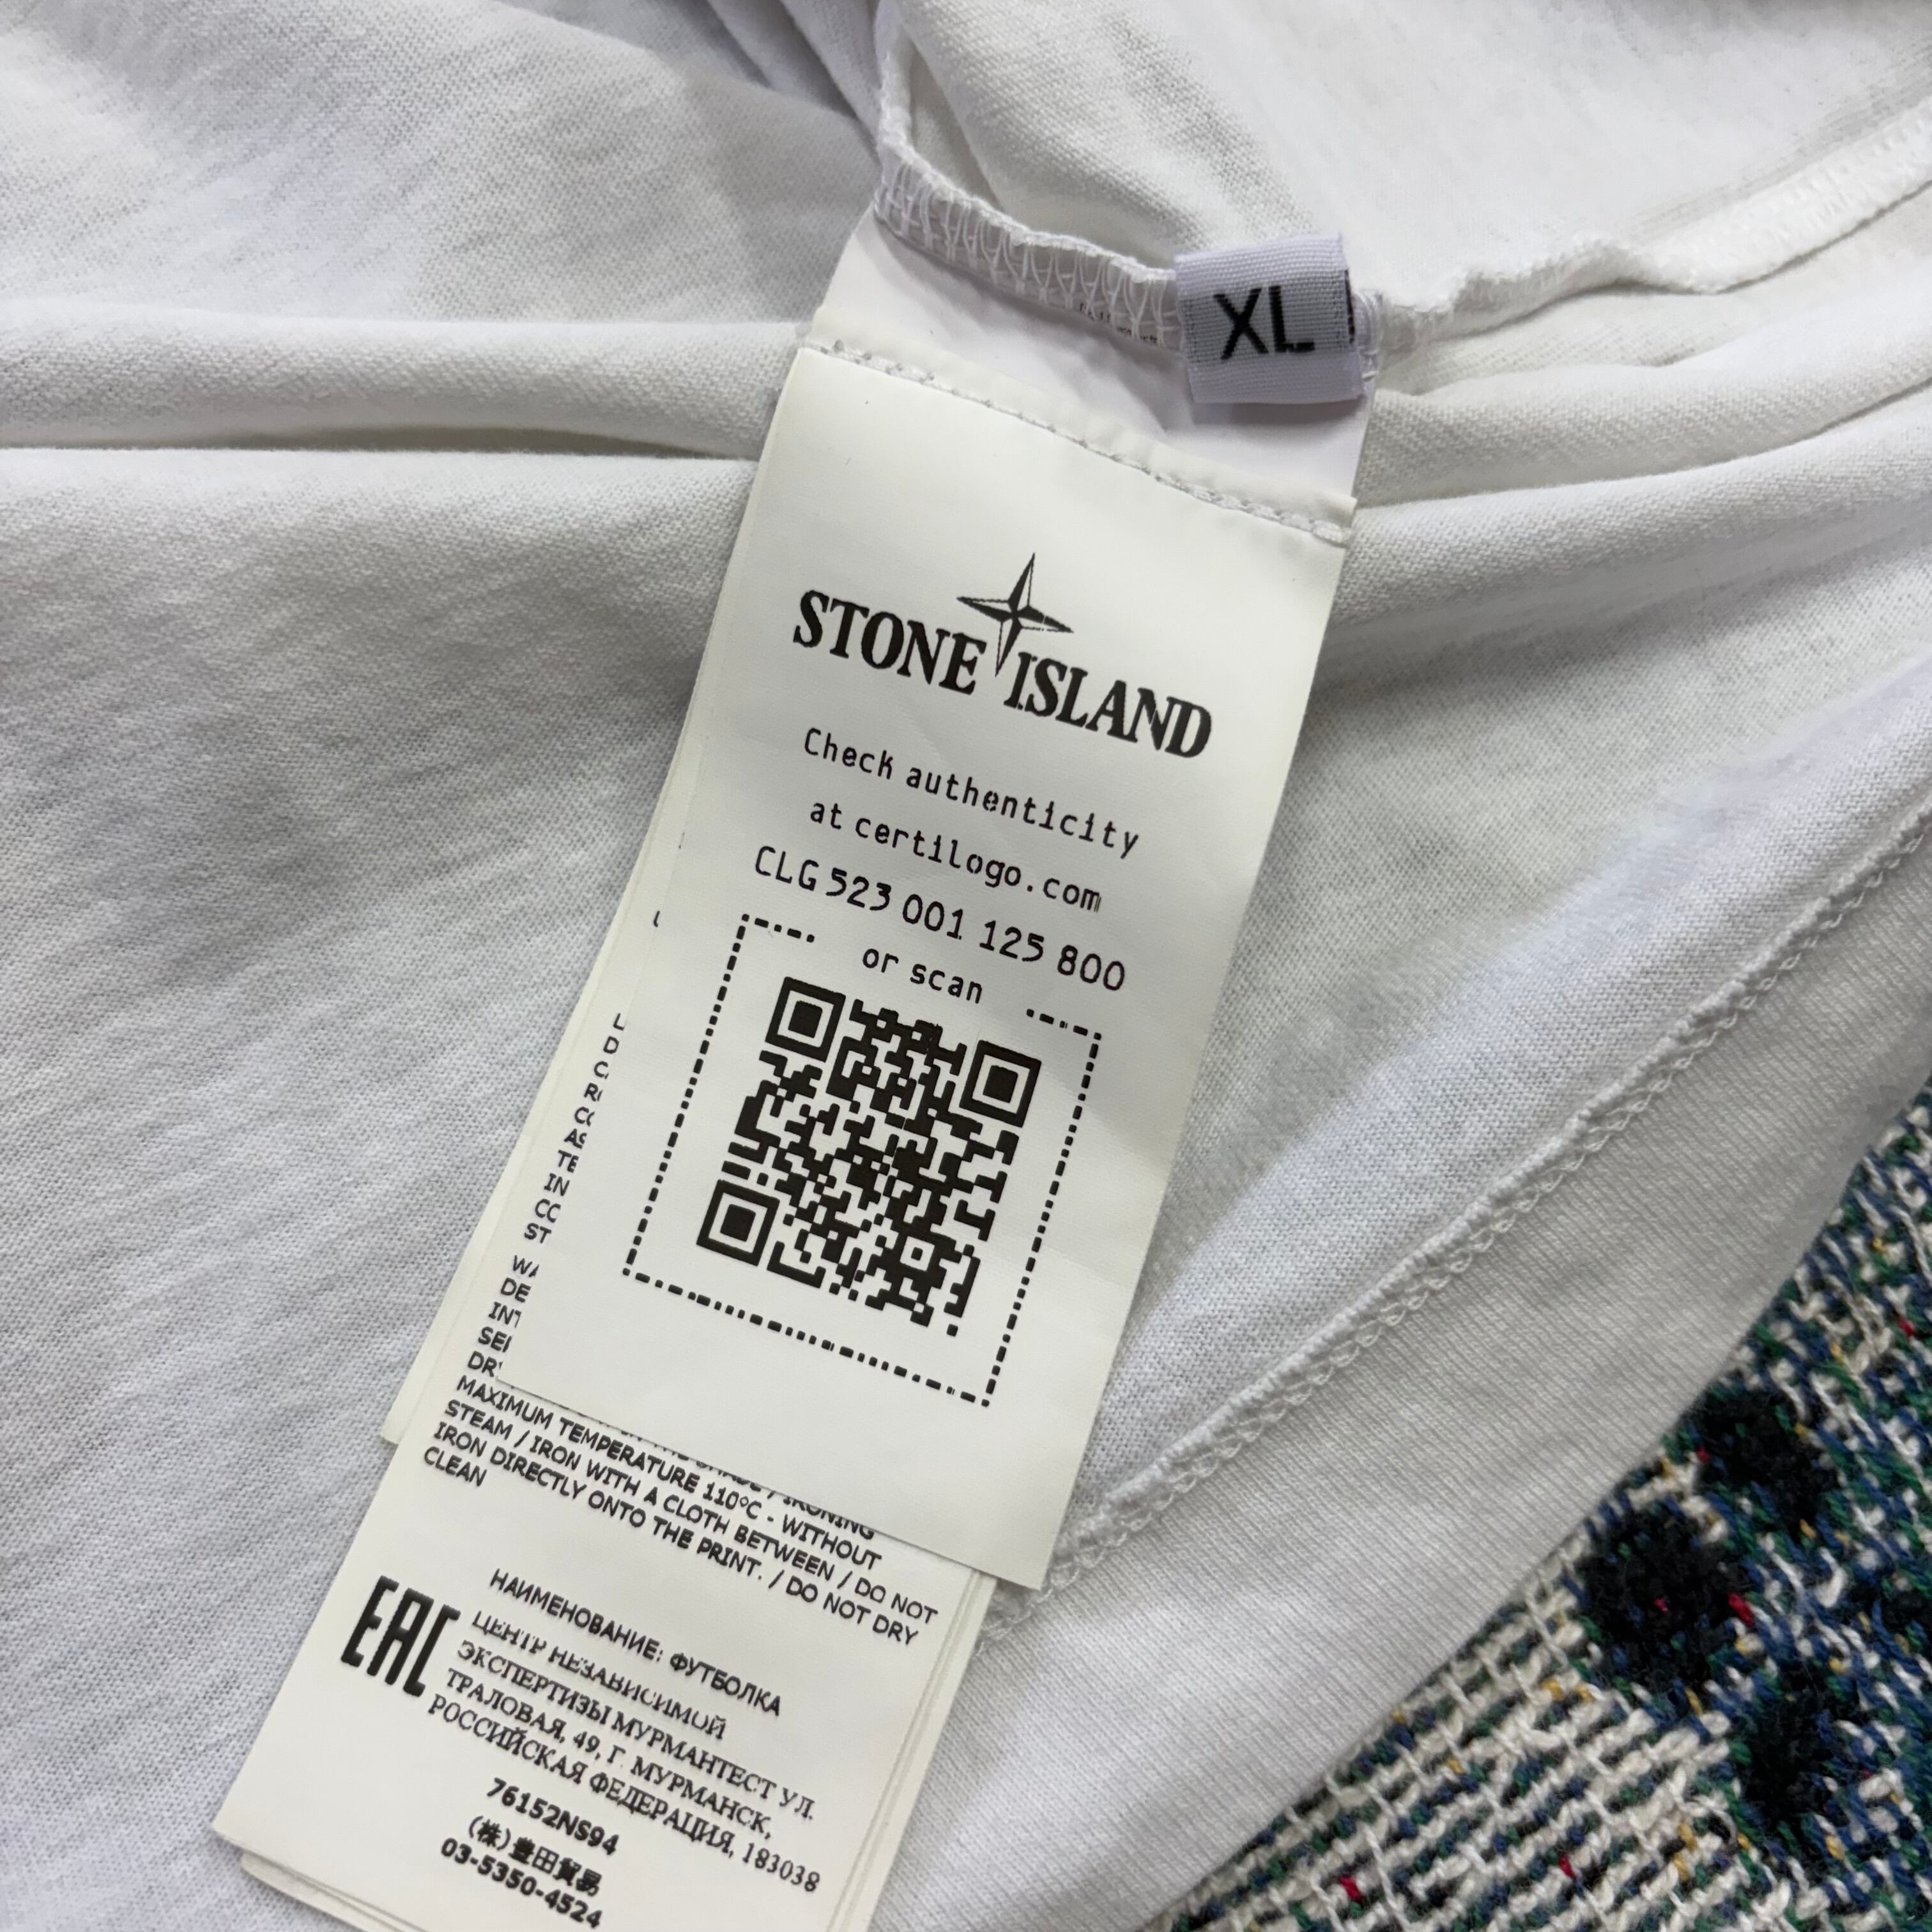 XL
STONE ISLAND
Check authenticity
at certilogo.com
CLG 523 001 125 800
or scan
MAXIMUM TEMPERATURE 110°C - WITHOUT
STEAM / IRON WITH A CLOTH BETWEEN / DO NOT
IRON DIRECTLY ONTO THE PRINT. / DO NOT DRY
CLEAN
EAC
НАИМЕНОВАНИЕ: ФУТБОЛКА
ЦЕНТР НЕЗАВИСИМОЙ
ЭКСПЕРТИЗЫ МУРМАНТЕСТ УЛ.
ТРАЛОВАЯ, 49, Г. МУРМАНСК,
РОССИЙСКАЯ ФЕДЕРАЦИЯ, 183038
76152NS94
(株)豊田貿易
03-5350-4524